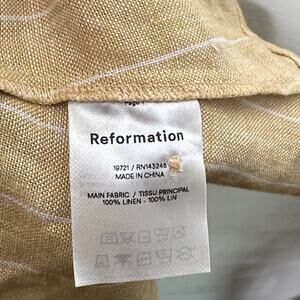 Reformation
19721 / RN143248
MADE IN CHINA
MAIN FABRIC / TISSU PRINCIPAL
100% LINEN - 100% LIN